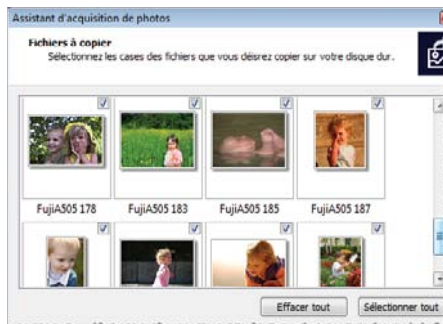 Assistant d'acquisition de photos
Fichiers à copier
Sélectionnez les cases des fichiers que vous désirez copier sur votre disque dur.
FujiA505 178
FujiA505 183
FujiA505 185
FujiA505 187
Effacer tout
Sélectionner tout